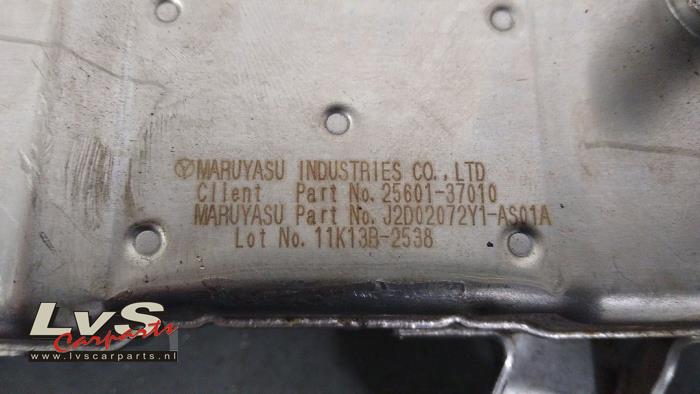 MARUYASU INDUSTRIES CO.,LTD
Client Part No. 25601-37010
MARUYASU Part No. J2D02072Y1-AS01A
Lot No. 11K13B-2538
LvS
Carparts
www.lvscarparts.nl